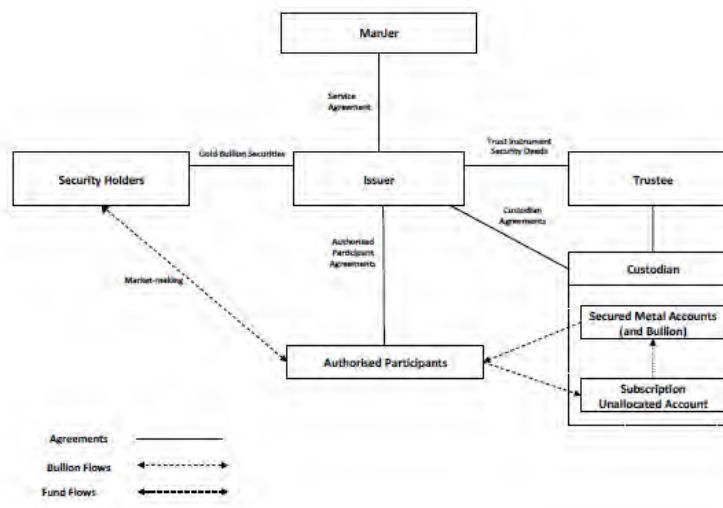 ManJer
Service
Agreement
Gold Bullion Securities
Trust Instrument
Security Deeds
Security Holders
Issuer
Trustee
Custodian
Agreements
Authorised
Participant
Agreements
Custodian
Market-making
Secured Metal Accounts
(and Bullion)
Authorised Participants
Subscription
Unallocated Account
Agreements
Bullion Flows
Fund Flows